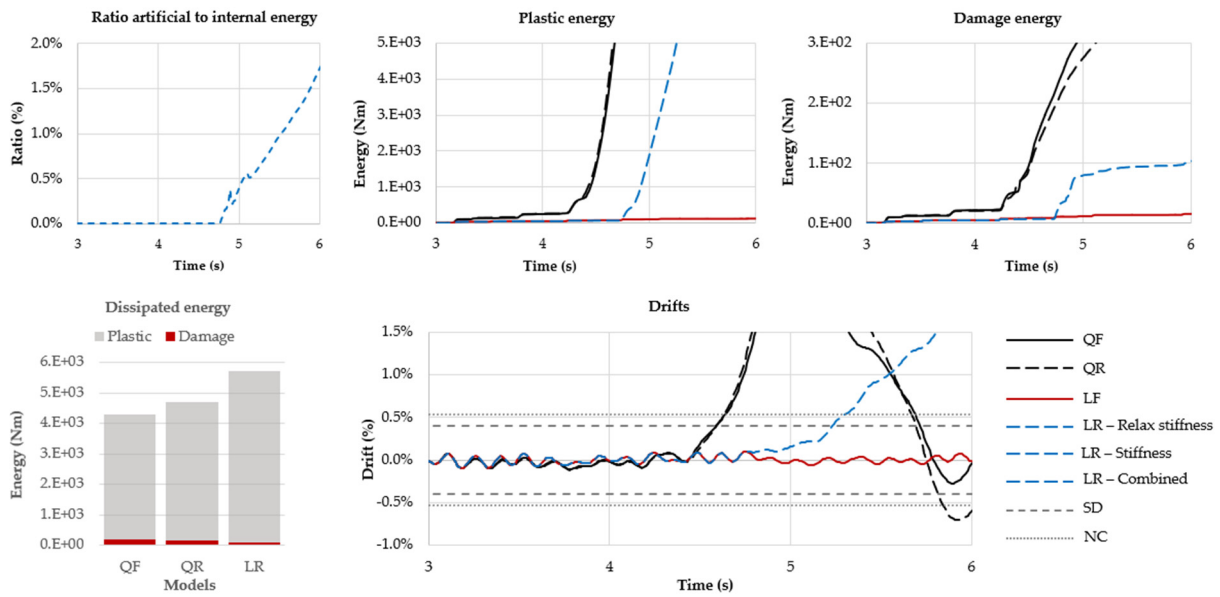 Ratio artificial to internal energy
2.0%
1.5%
1.0%
0.5%
0.0%
Ratio (%)
3 4 5 6
Time (s)
Plastic energy
5.E+03
4.E+03
3.E+03
2.E+03
1.E+03
0.E+00
Energy (Nm)
3 4 5 6
Time (s)
Damage energy
3.E+02
2.E+02
1.E+02
0.E+00
Energy (Nm)
3 4 5 6
Time (s)
Dissipated energy
Plastic Damage
6.E+03
5.E+03
4.E+03
3.E+03
2.E+03
1.E+03
0.E+00
Energy (Nm)
QF QR LR
Models
Drifts
1.5%
1.0%
0.5%
0.0%
-0.5%
-1.0%
Drift (%)
3 4 5 6
Time (s)
QF
QR
LF
LR – Relax stiffness
LR – Stiffness
LR – Combined
SD
NC